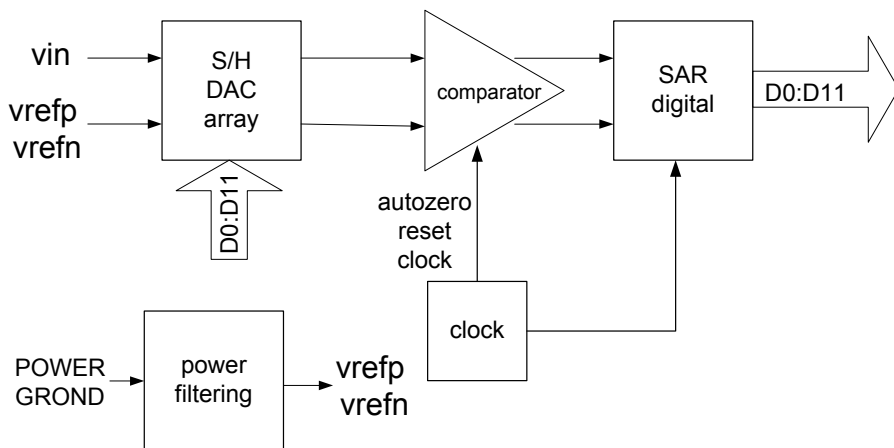 vin
vrefp
vrefn
S/H
DAC
array
D0:D11
comparator
autozero
reset
clock
SAR
digital
D0:D11
clock
POWER
GROND
power
filtering
vrefp
vrefn